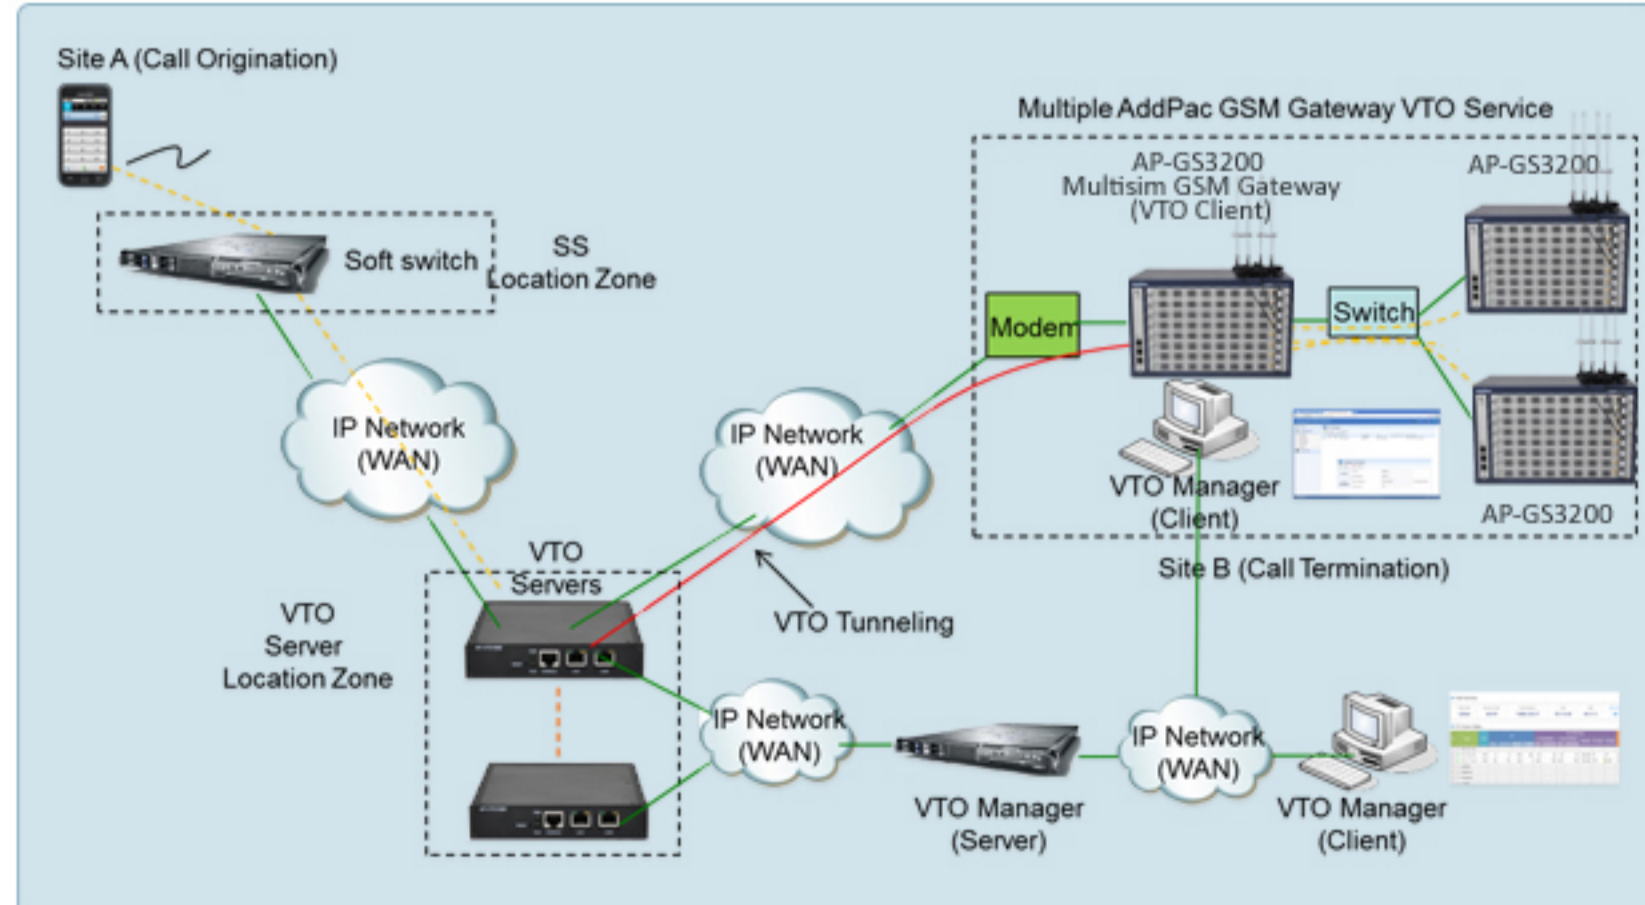 Site A (Call Origination)
Multiple AddPac GSM Gateway VTO Service
AP-GS3200
Multisim GSM Gateway
(VTO Client)
AP-GS3200
Soft switch
SS
Location Zone
Modem
Switch
IP Network
(WAN)
IP Network
(WAN)
VTO Manager
(Client)
AP-GS3200
Site B (Call Termination)
VTO
Servers
VTO
Server
Location Zone
VTO Tunneling
IP Network
(WAN)
IP Network
(WAN)
VTO Manager
(Server)
VTO Manager
(Client)